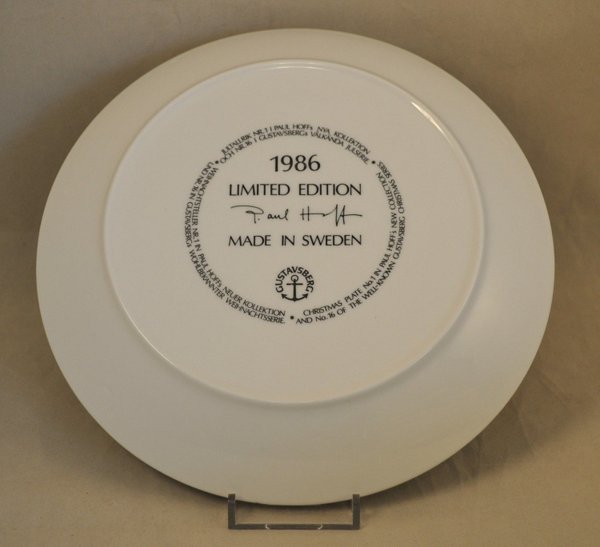 JULTALLRIK NR. 1 I PAUL HOFFs NYA KOLLEKTION
OCH NR. 16 I GUSTAVSBERGs VÄLKÄNDA JULSERIE.
CHRISTMAS PLATE No. 1 IN PAUL HOFF's NEW COLLECTION
AND No. 16 OF THE WELL-KNOWN GUSTAVSBERG CHRISTMAS SERIES.
WEIHNACHTSTELLER NR. 1 IN PAUL HOFFs NEUER KOLLEKTION
UND NR. 16 IN GUSTAVSBERGs WOHLBEKANNTER WEIHNACHTSSERIE.
1986
LIMITED EDITION
Paul Hoff
MADE IN SWEDEN
GUSTAVSBERG